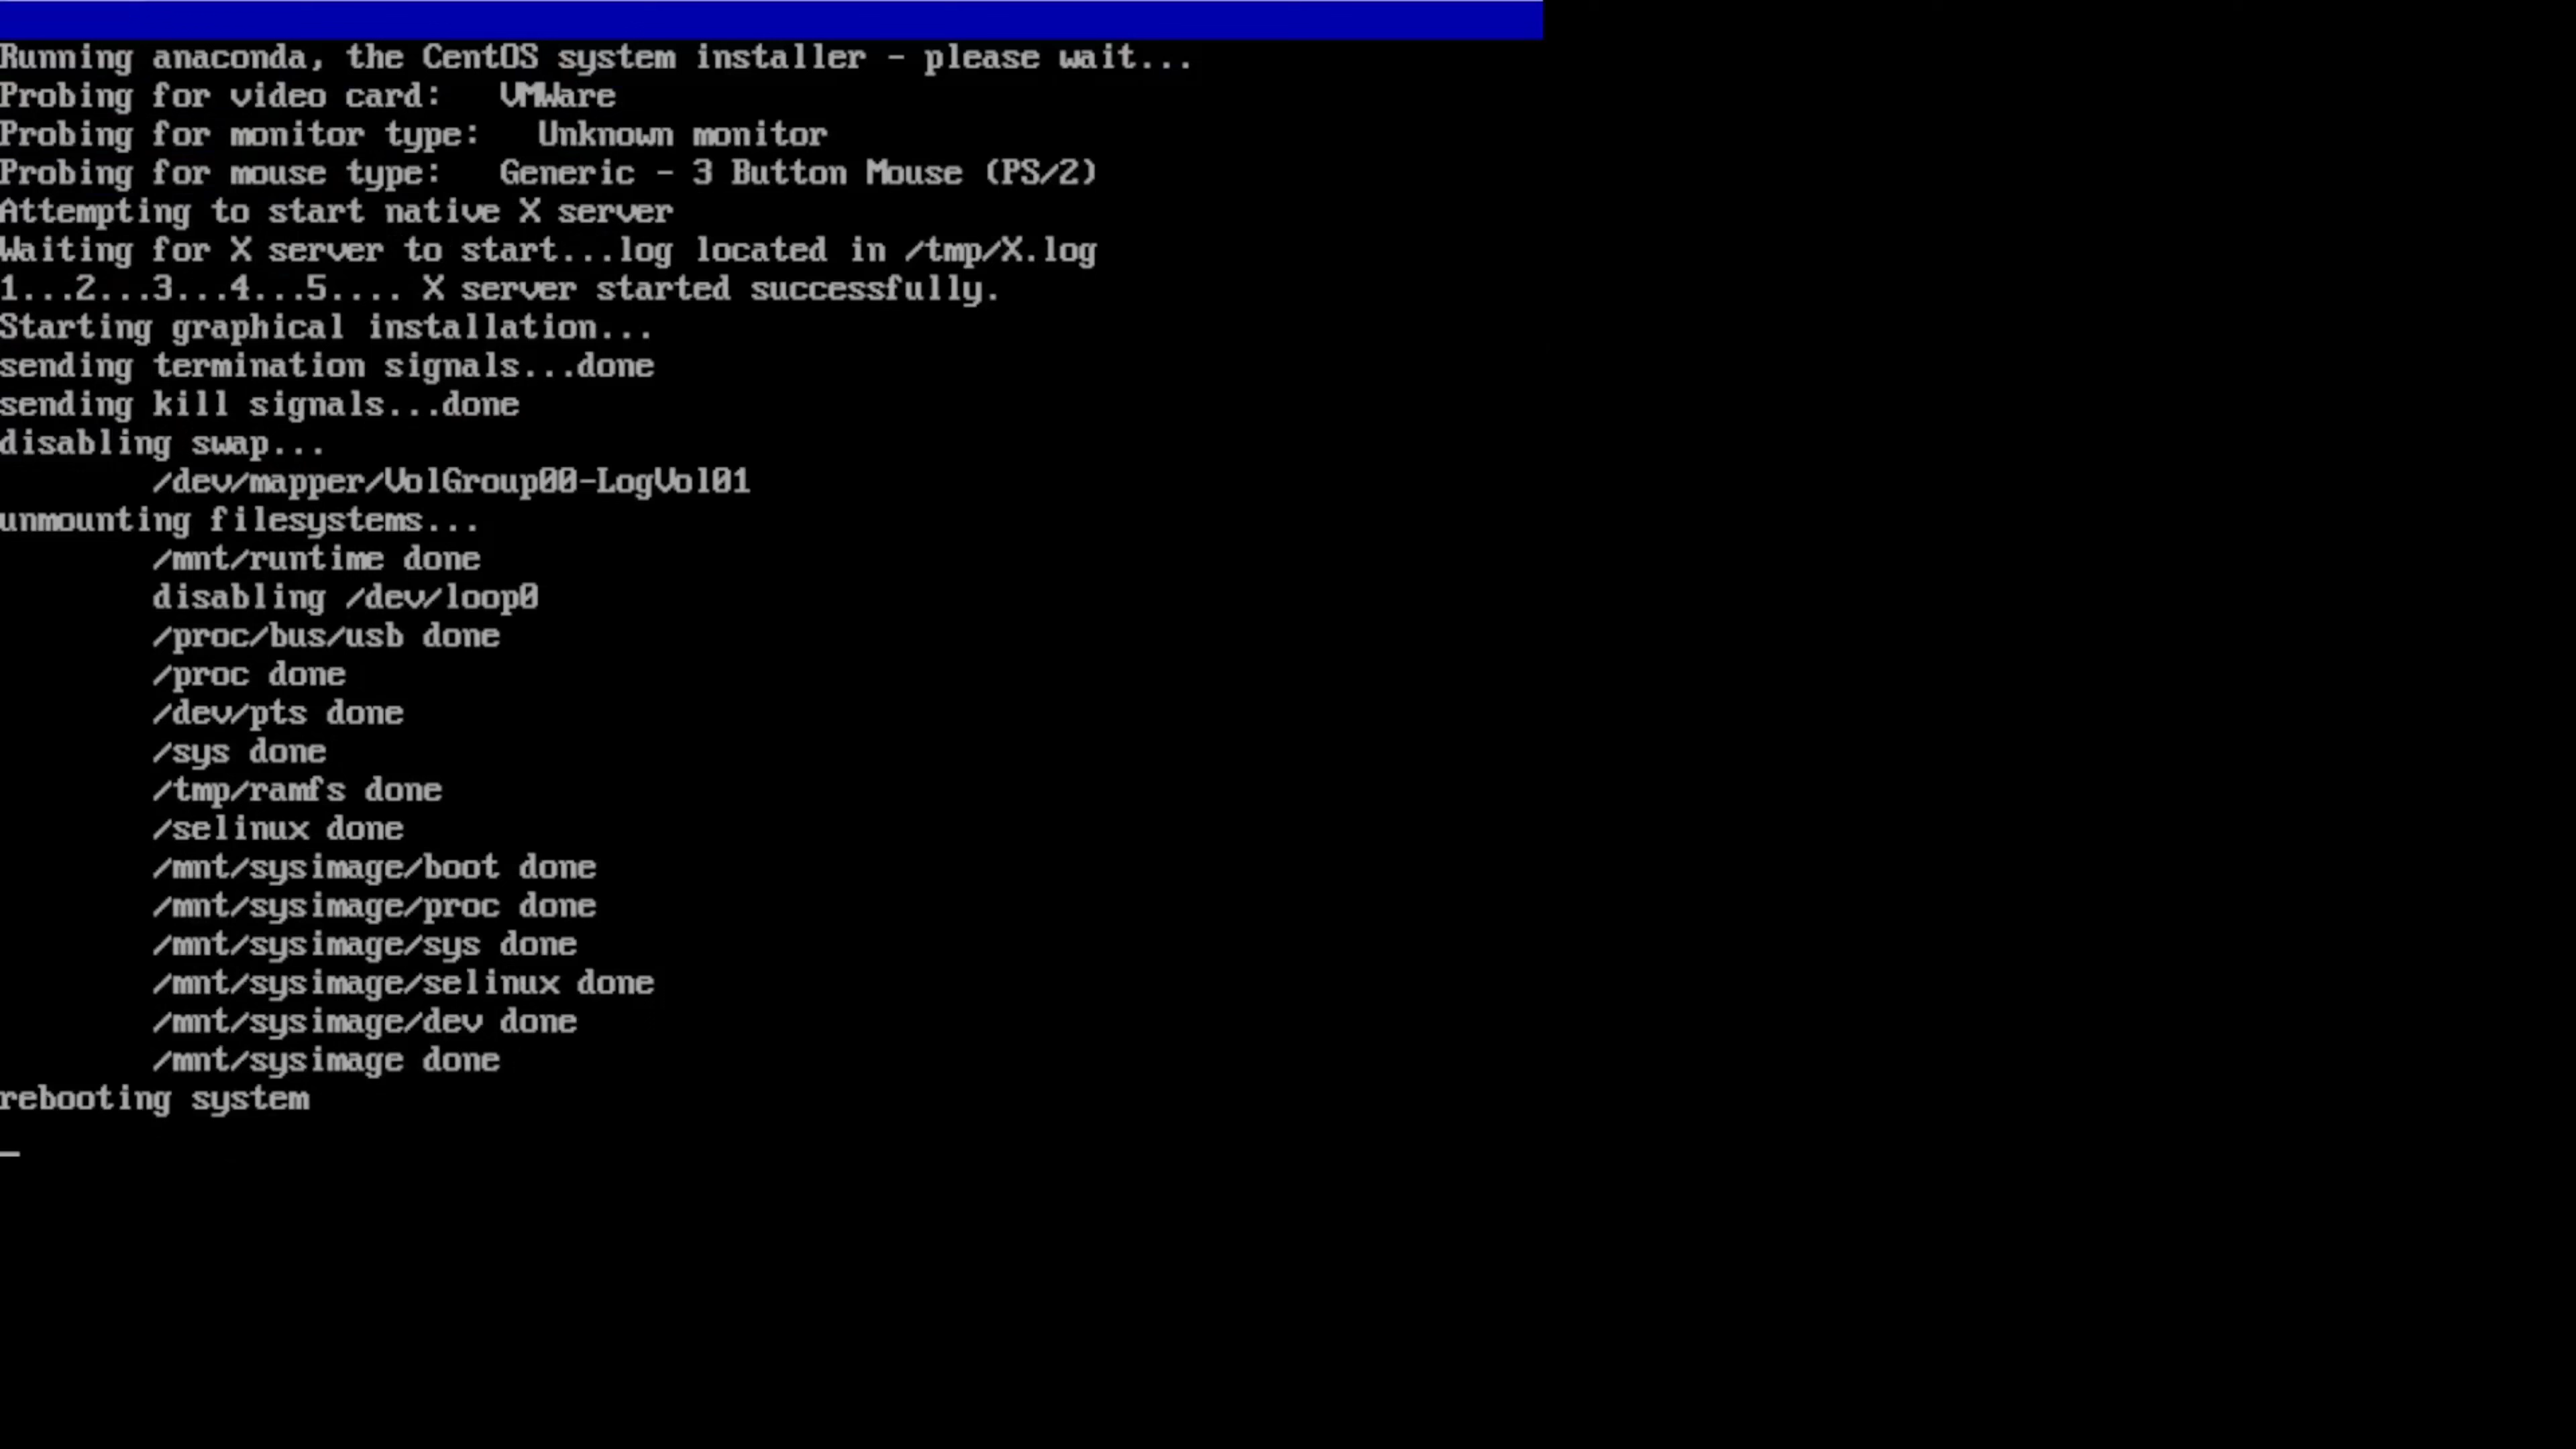 Running anaconda, the CentOS system installer - please wait...
Probing for video card:   VMWare
Probing for monitor type:   Unknown monitor
Probing for mouse type:   Generic - 3 Button Mouse (PS/2)
Attempting to start native X server
Waiting for X server to start...log located in /tmp/X.log
1...2...3...4...5.... X server started successfully.
Starting graphical installation...
sending termination signals...done
sending kill signals...done
disabling swap...
        /dev/mapper/VolGroup00-LogVol01
unmounting filesystems...
        /mnt/runtime done
        disabling /dev/loop0
        /proc/bus/usb done
        /proc done
        /dev/pts done
        /sys done
        /tmp/ramfs done
        /selinux done
        /mnt/sysimage/boot done
        /mnt/sysimage/proc done
        /mnt/sysimage/sys done
        /mnt/sysimage/selinux done
        /mnt/sysimage/dev done
        /mnt/sysimage done
rebooting system